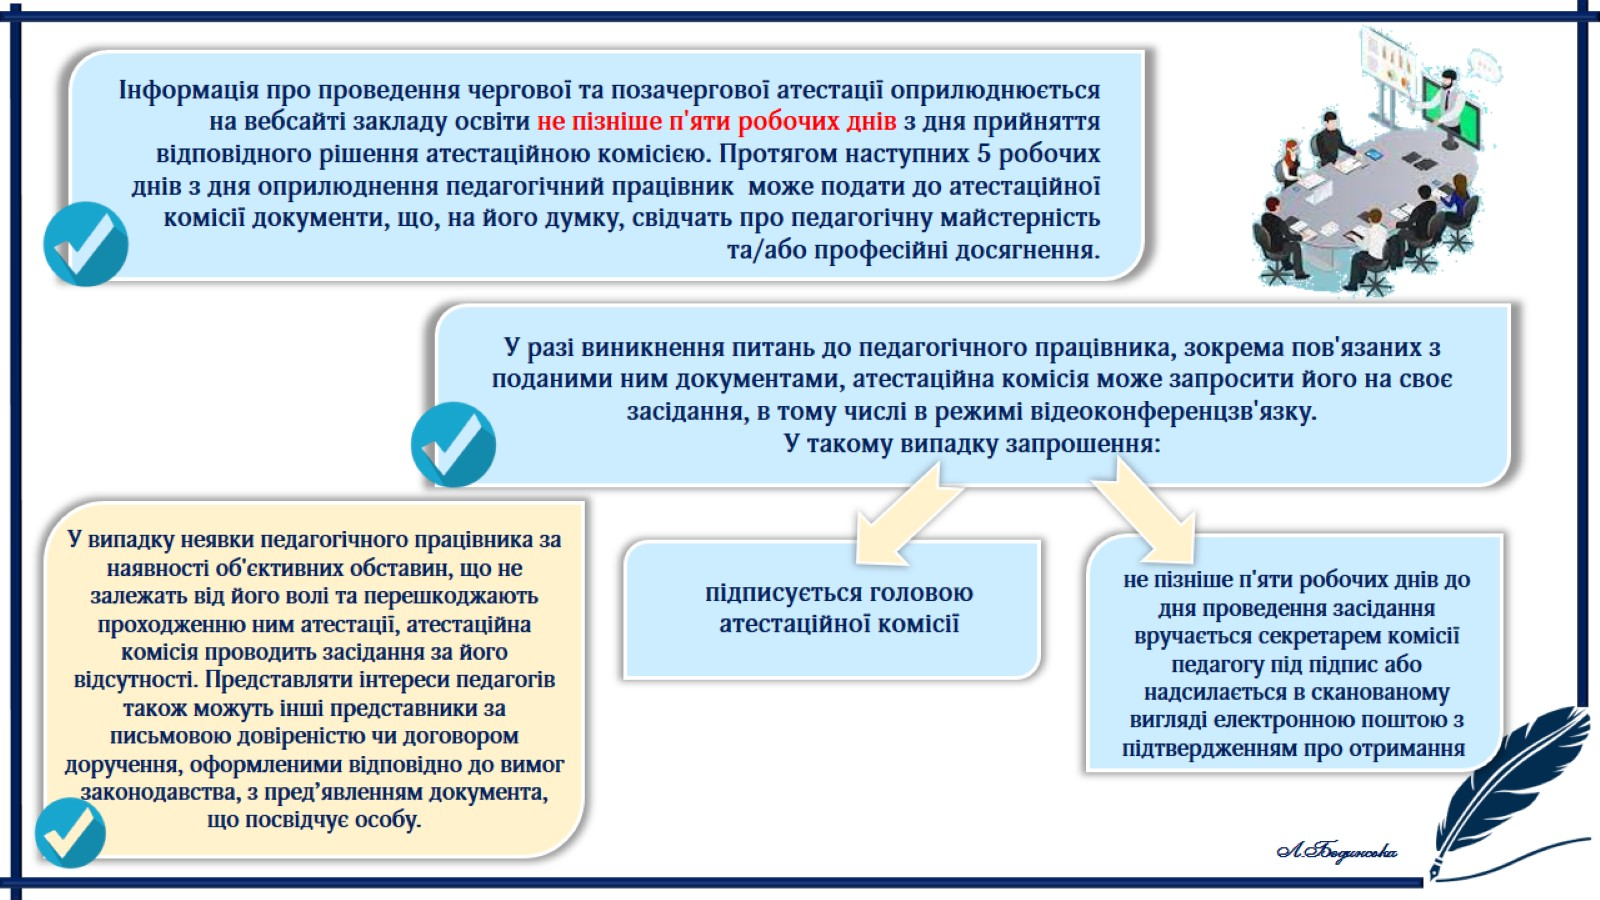 Інформація про проведення чергової та позачергової атестації оприлюднюється
на вебсайті закладу освіти не пізніше п'яти робочих днів з дня прийняття
відповідного рішення атестаційною комісією. Протягом наступних 5 робочих
днів з дня оприлюднення педагогічний працівник може подати до атестаційної
комісії документи, що, на його думку, свідчать про педагогічну майстерність
та/або професійні досягнення.
У разі виникнення питань до педагогічного працівника, зокрема пов'язаних з
поданими ним документами, атестаційна комісія може запросити його на своє
засідання, в тому числі в режимі відеоконференцзв'язку.
У такому випадку запрошення:
У випадку неявки педагогічного працівника за
наявності об'єктивних обставин, що не
залежать від його волі та перешкоджають
проходженню ним атестації, атестаційна
комісія проводить засідання за його
відсутності. Представляти інтереси педагогів
також можуть інші представники за
письмовою довіреністю чи договором
доручення, оформленими відповідно до вимог
законодавства, з пред’явленням документа,
що посвідчує особу.
підписується головою
атестаційної комісії
не пізніше п'яти робочих днів до
дня проведення засідання
вручається секретарем комісії
педагогу під підпис або
надсилається в сканованому
вигляді електронною поштою з
підтвердженням про отримання
Л.Бодинська